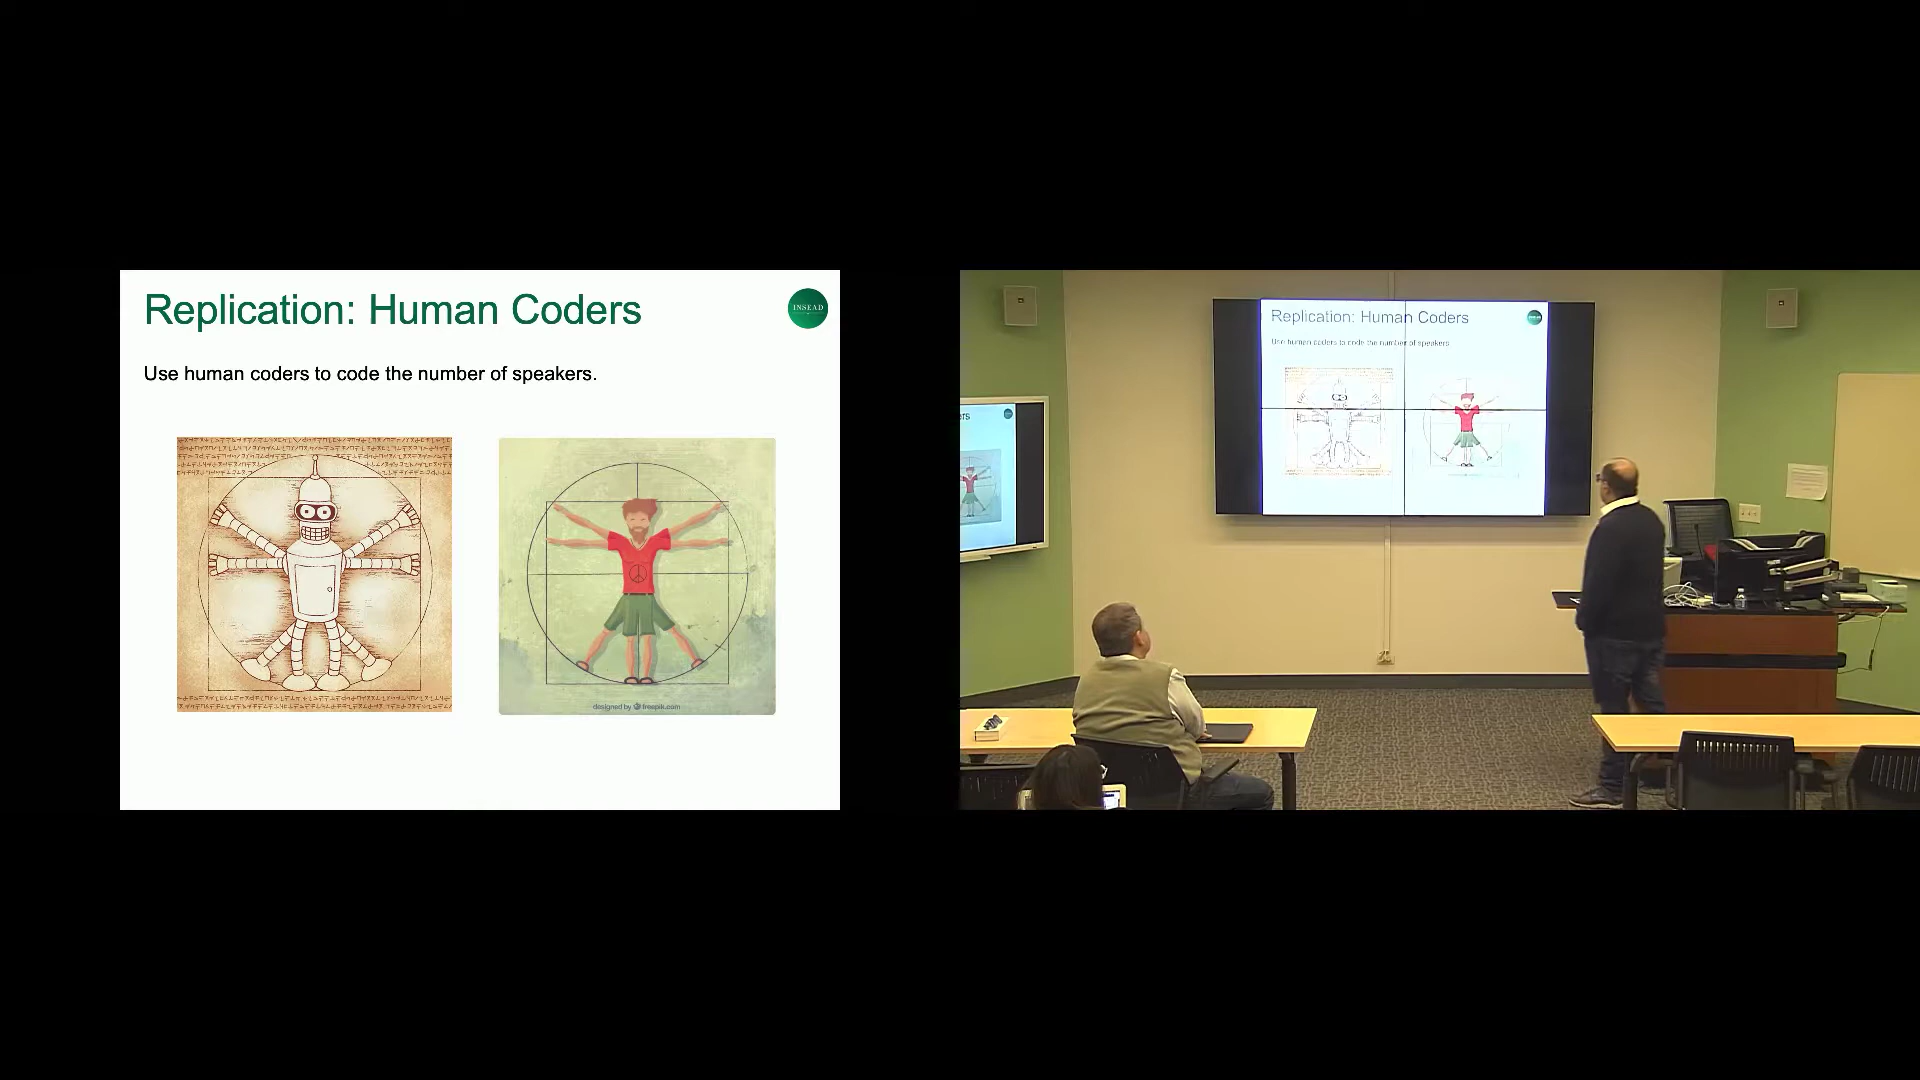 Replication: Human Coders
INSEAD
Use human coders to code the number of speakers.
designed by freepik.com
Replication: Human Coders
Use human coders to code the number of speakers
ers